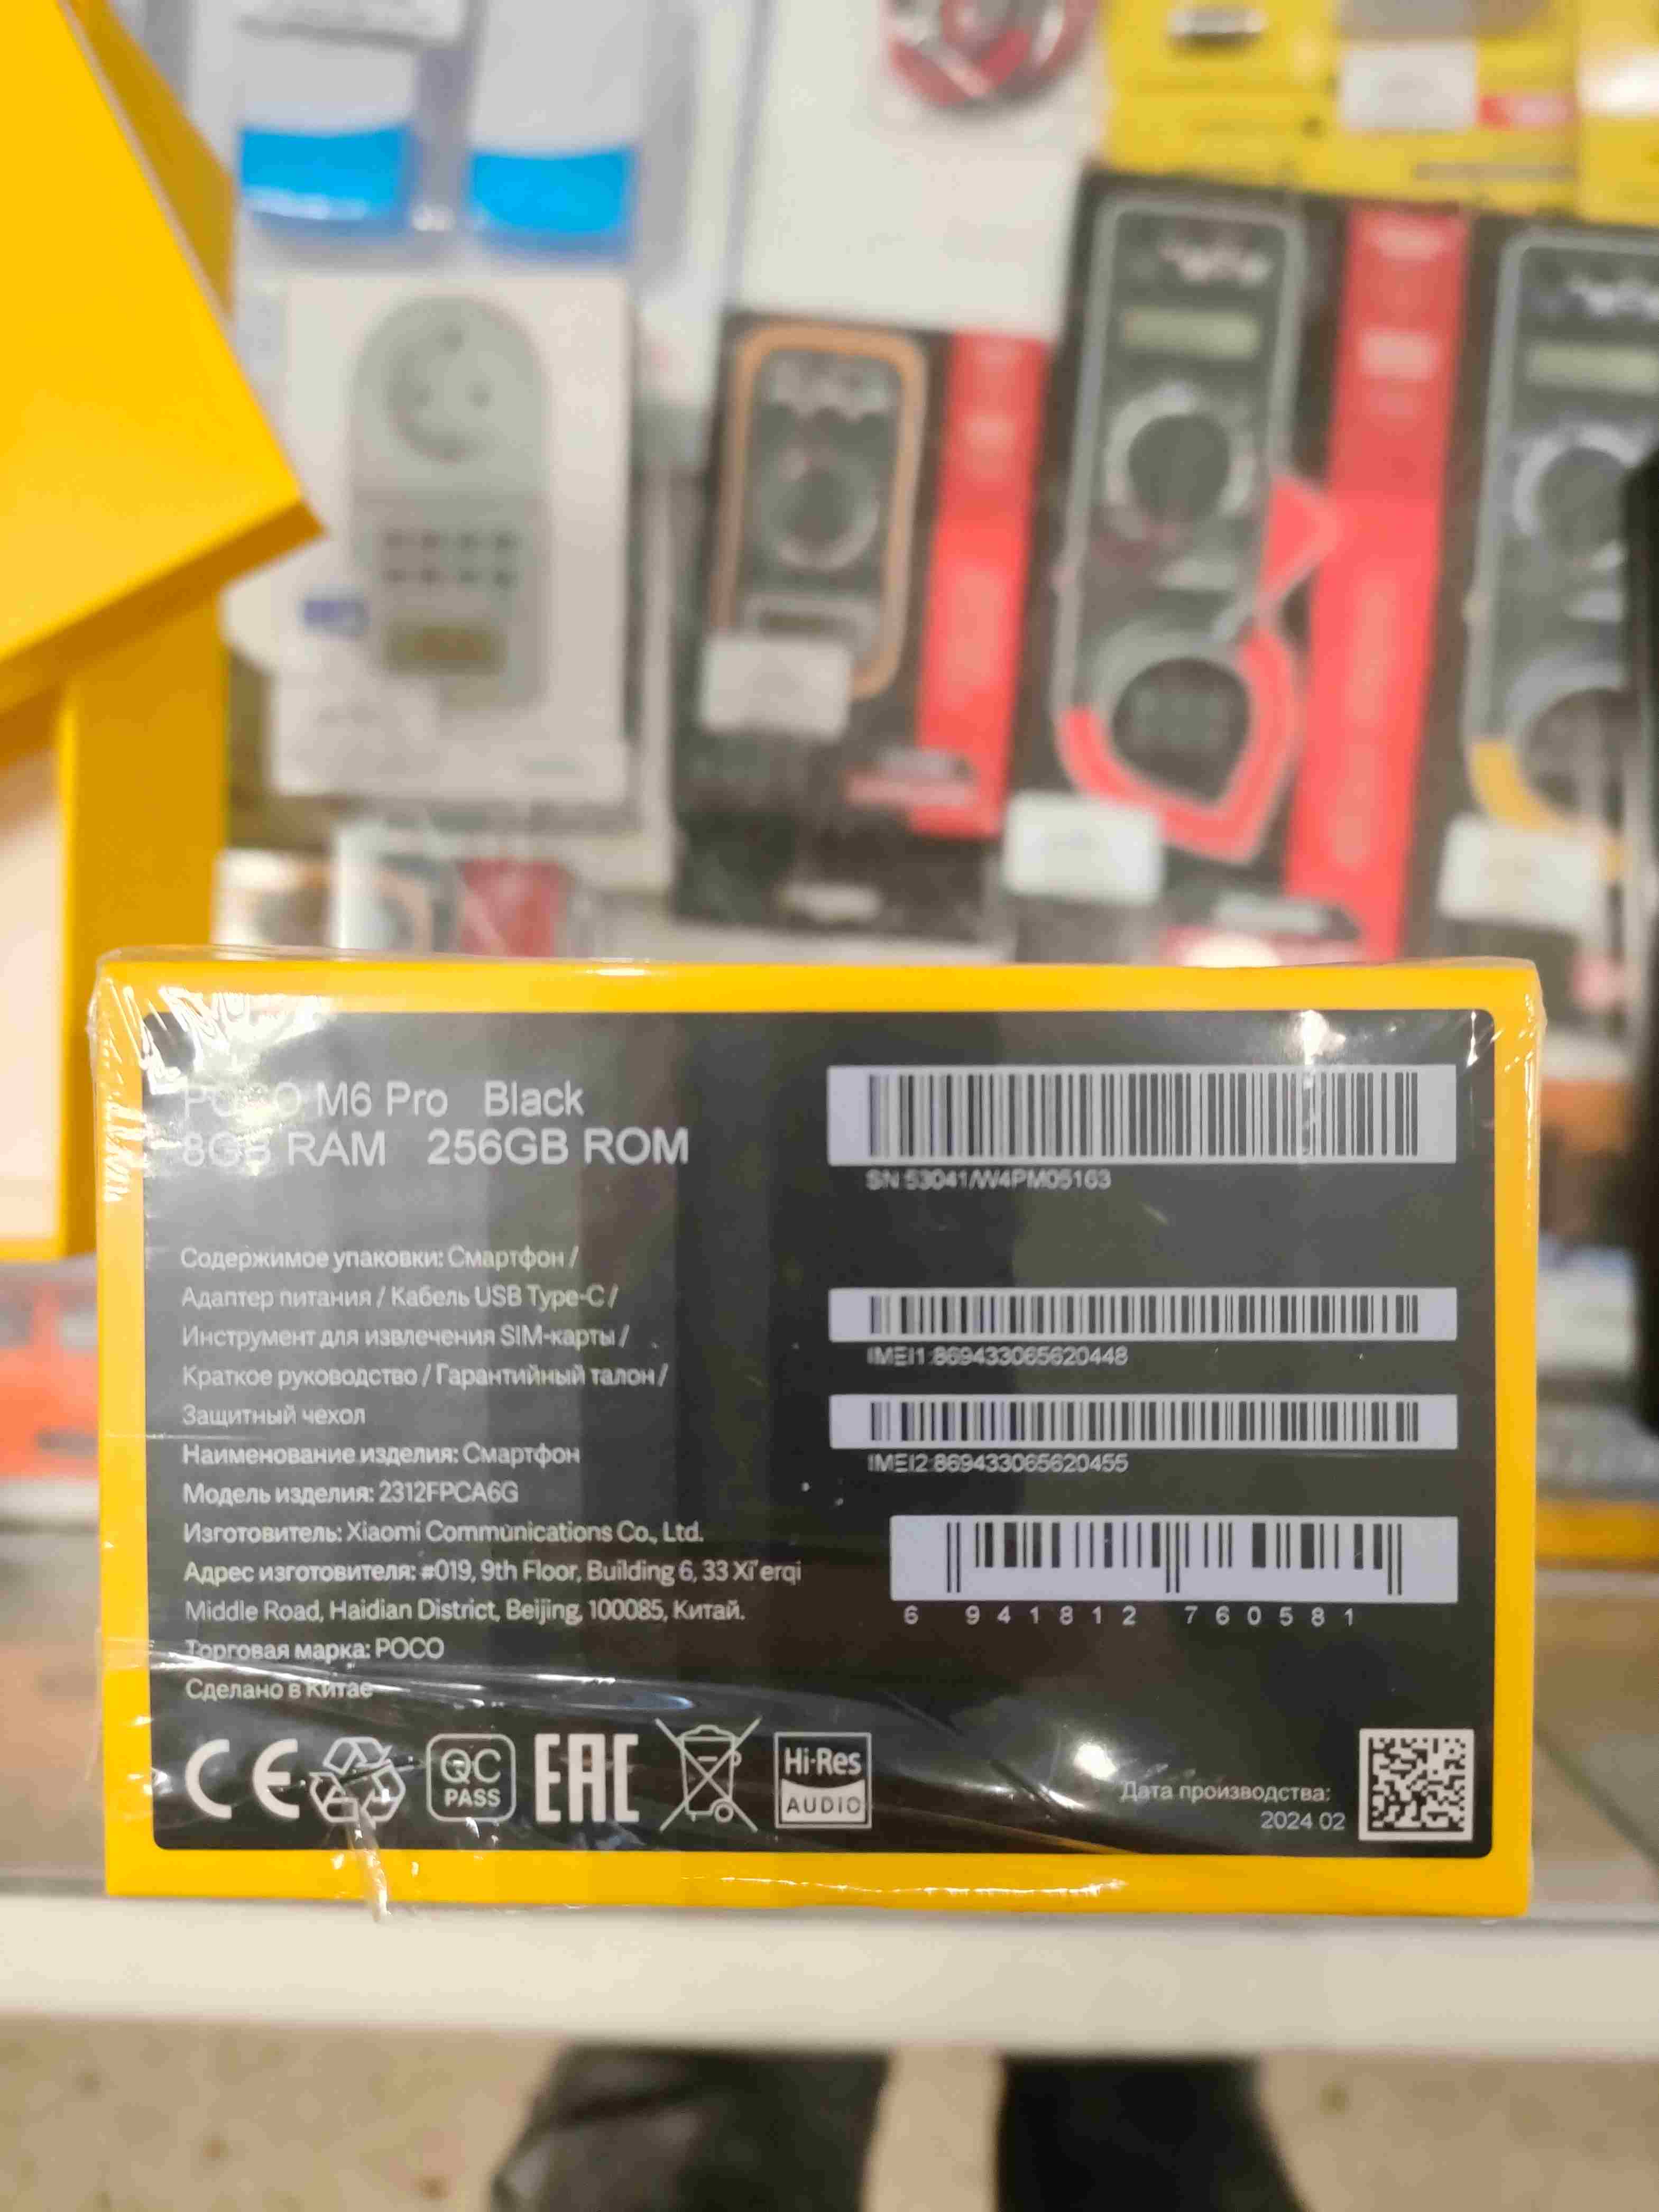 POCO M6 Pro Black
8GB RAM 256GB ROM
SN:53041/W4PM05163
Содержимое упаковки: Смартфон /
Адаптер питания / Кабель USB Type-C /
Инструмент для извлечения SIM-карты /
Краткое руководство / Гарантийный талон /
Защитный чехол
Наименование изделия: Смартфон
Модель изделия: 2312FPCA6G
Изготовитель: Xiaomi Communications Co., Ltd.
Адрес изготовителя: #019, 9th Floor, Building 6, 33 Xi'erqi
Middle Road, Haidian District, Beijing, 100085, Китай.
Торговая марка: POCO
Сделано в Китае
IMEI1:869433065620448
IMEI2:869433065620455
6 941812 760581
CE
QC
PASS
EAC
Hi-Res
AUDIO
Дата производства:
2024 02